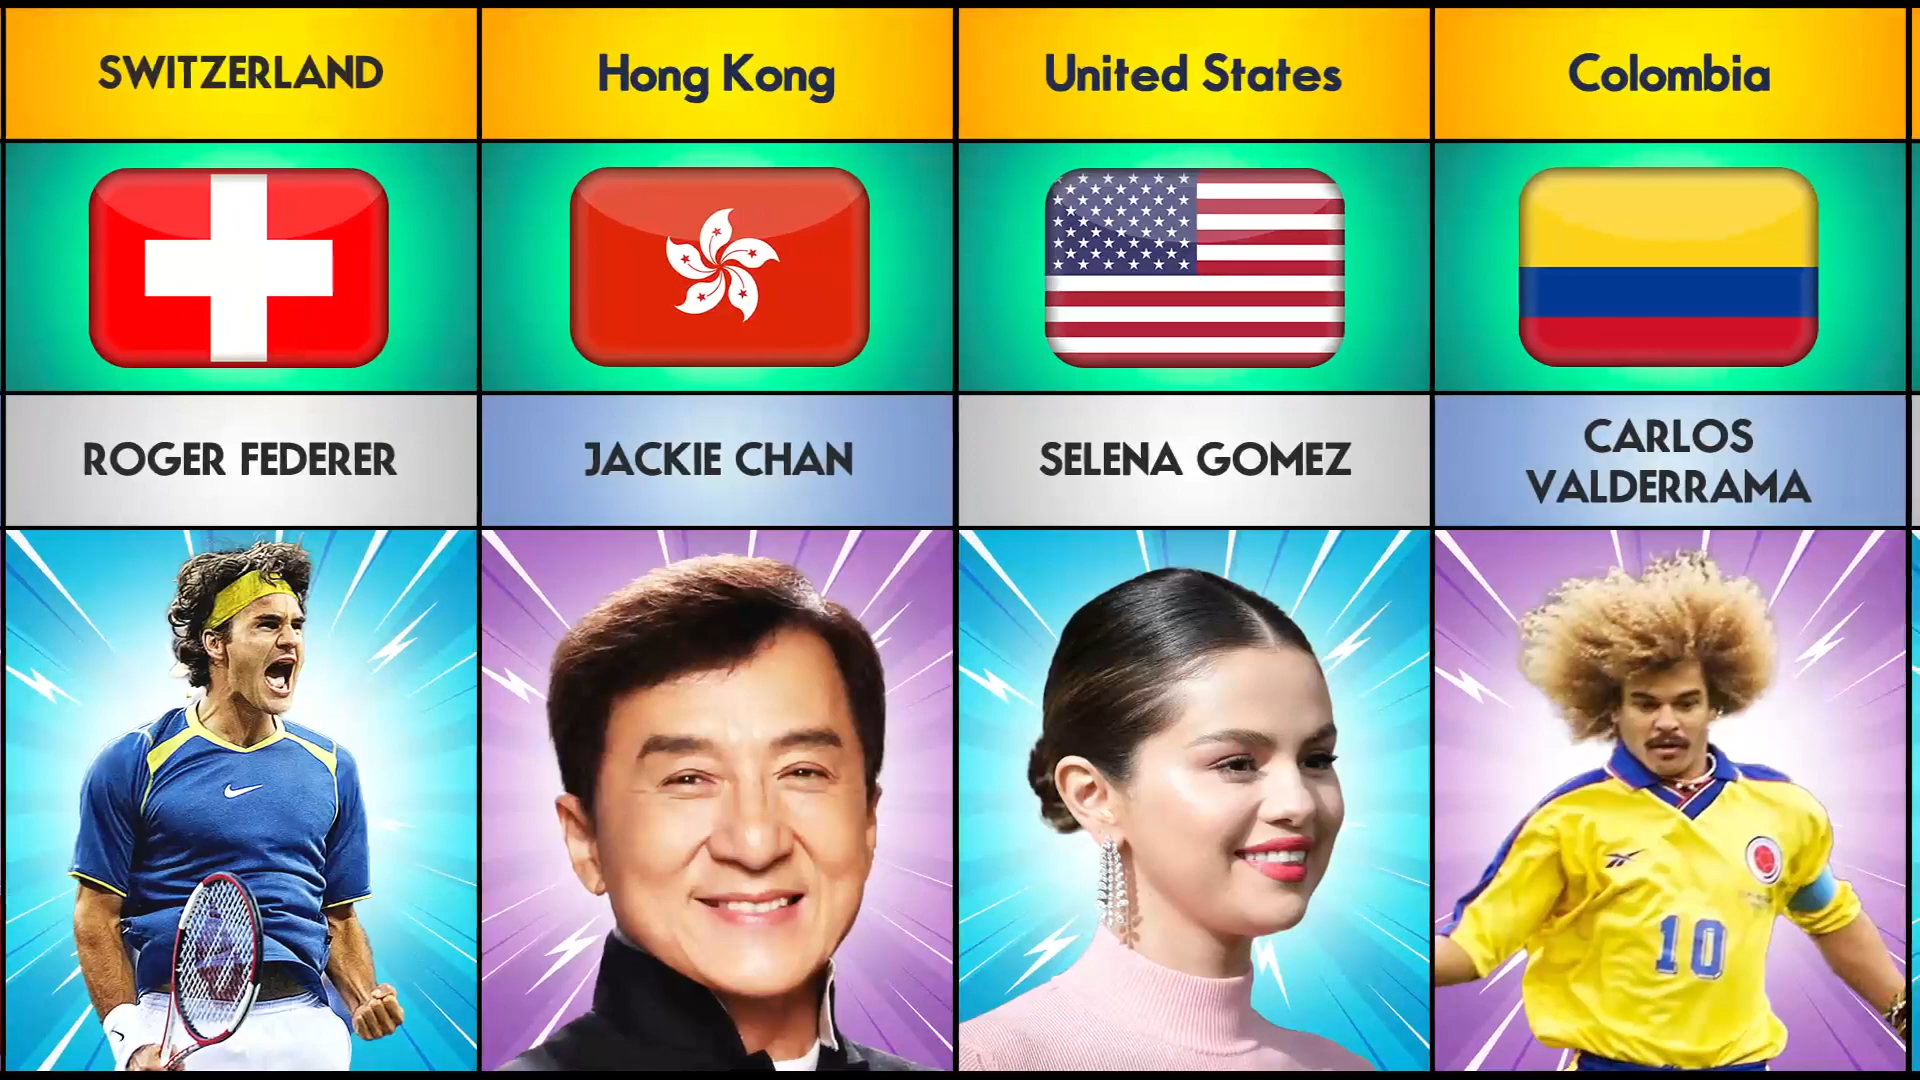 SWITZERLAND
Hong Kong
United States
Colombia
ROGER FEDERER
JACKIE CHAN
SELENA GOMEZ
CARLOS
VALDERRAMA
10